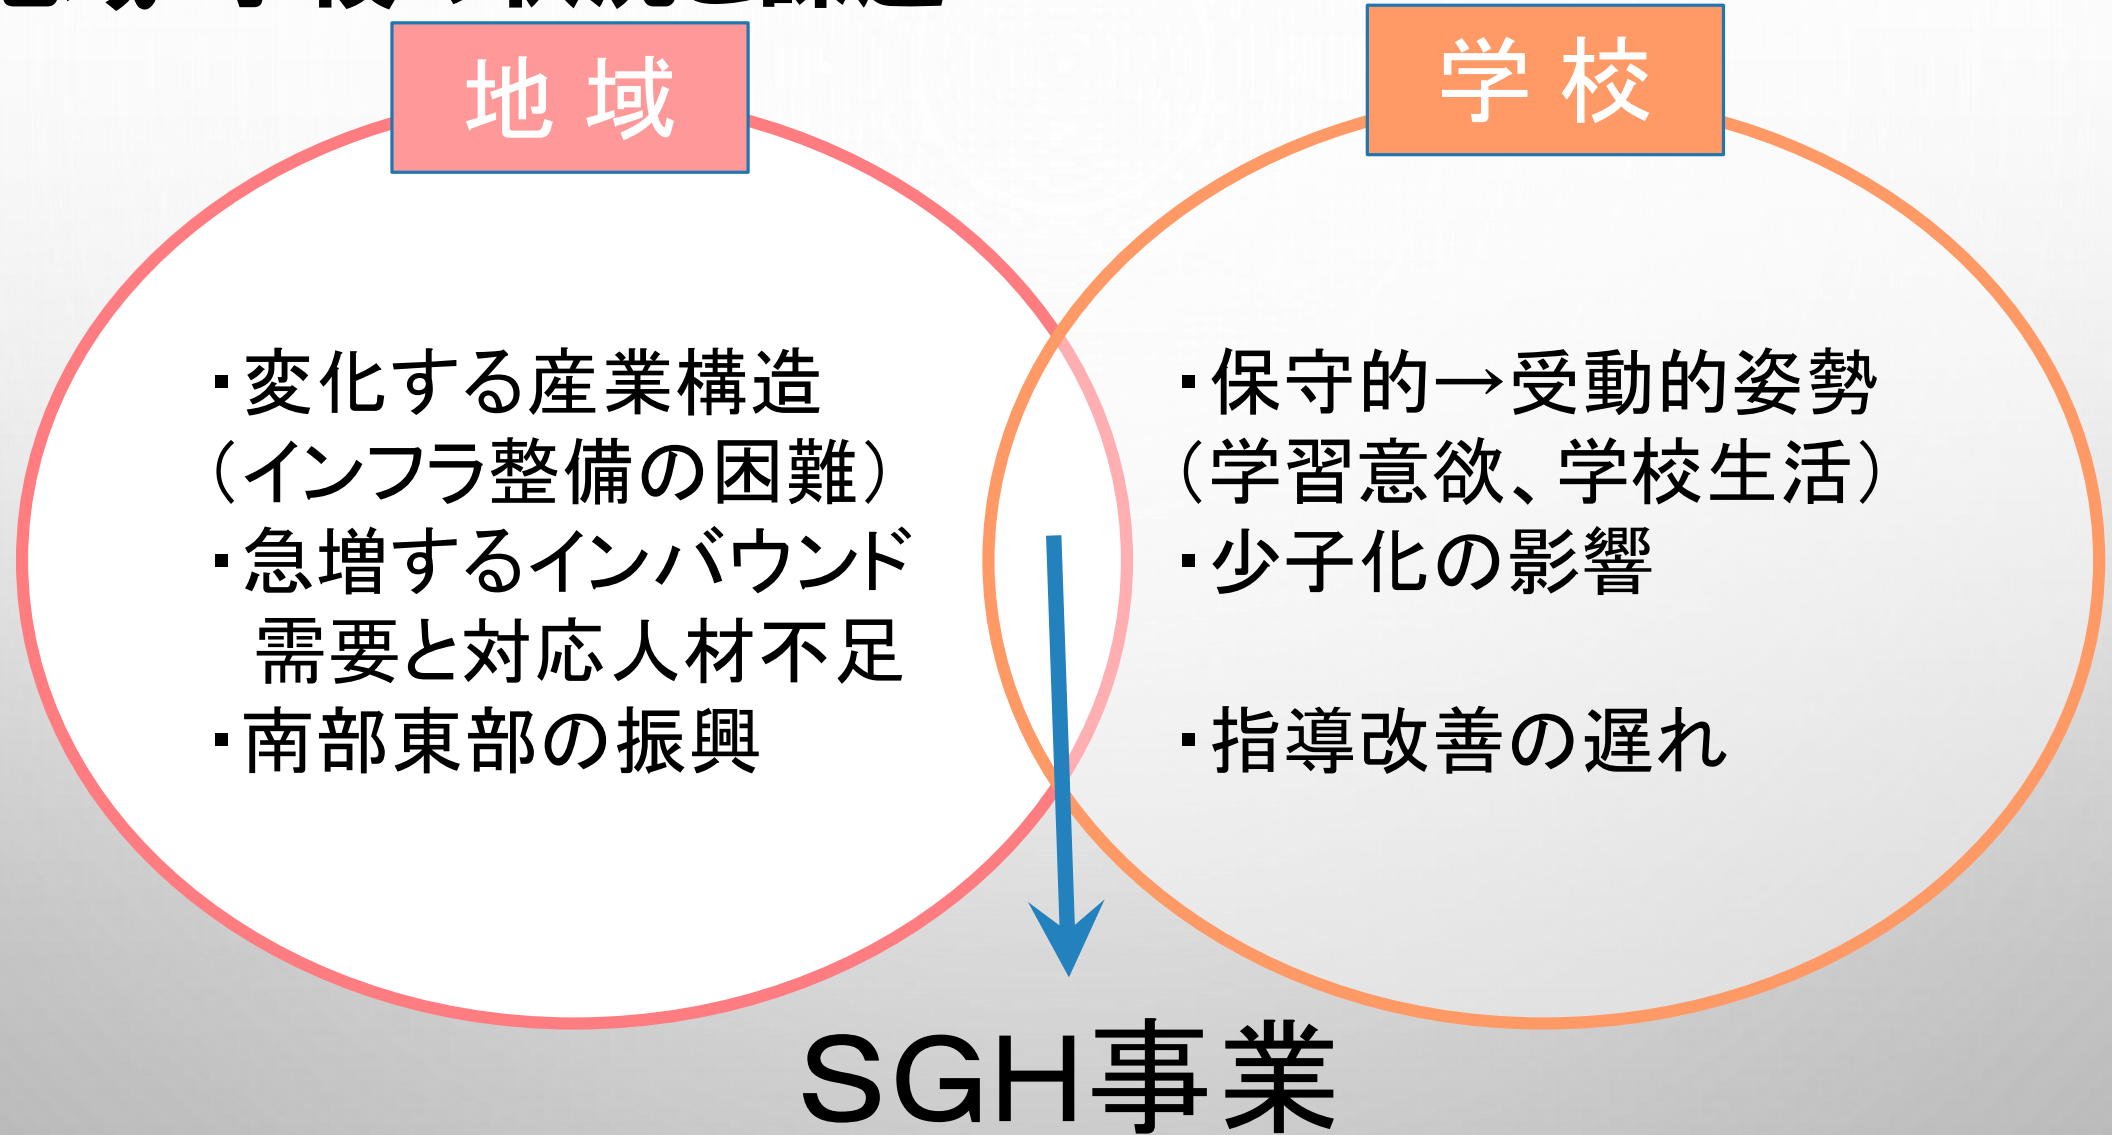 地 域
学 校
・変化する産業構造
（インフラ整備の困難）
・急増するインバウンド
需要と対応人材不足
・南部東部の振興
・保守的→受動的姿勢
（学習意欲、学校生活）
・少子化の影響
・指導改善の遅れ
SGH事業